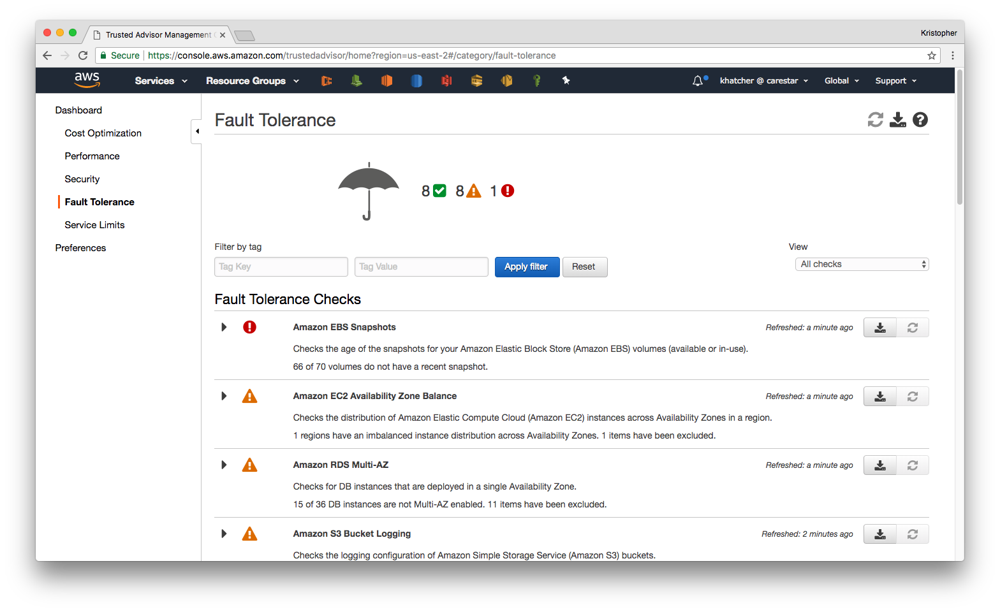 Trusted Advisor Management
Kristopher
Secure https://console.aws.amazon.com/trustedadvisor/home?region=us-east-2#/category/fault-tolerance
aws Services Resource Groups khatcher @ carestar Global Support
Dashboard
Cost Optimization
Performance
Security
Fault Tolerance
Service Limits
Preferences
Fault Tolerance
8 8 1
Filter by tag
View
Tag Key Tag Value Apply filter Reset All checks
Fault Tolerance Checks
Amazon EBS Snapshots Refreshed: a minute ago
Checks the age of the snapshots for your Amazon Elastic Block Store (Amazon EBS) volumes (available or in-use).
66 of 70 volumes do not have a recent snapshot.
Amazon EC2 Availability Zone Balance Refreshed: a minute ago
Checks the distribution of Amazon Elastic Compute Cloud (Amazon EC2) instances across Availability Zones in a region.
1 regions have an imbalanced instance distribution across Availability Zones. 1 items have been excluded.
Amazon RDS Multi-AZ Refreshed: a minute ago
Checks for DB instances that are deployed in a single Availability Zone.
15 of 36 DB instances are not Multi-AZ enabled. 11 items have been excluded.
Amazon S3 Bucket Logging Refreshed: 2 minutes ago
Checks the logging configuration of Amazon Simple Storage Service (Amazon S3) buckets.